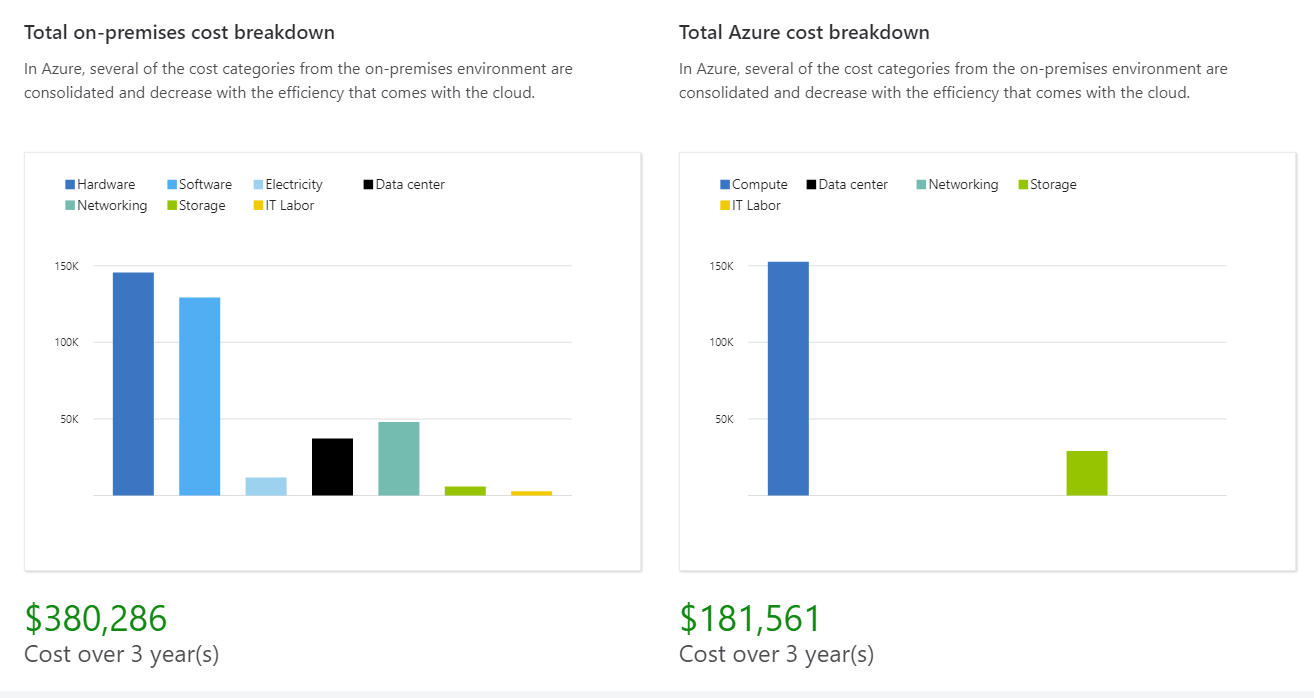 Total on-premises cost breakdown
In Azure, several of the cost categories from the on-premises environment are
consolidated and decrease with the efficiency that comes with the cloud.
Hardware Software Electricity Data center
Networking Storage IT Labor
150K
100K
50K
$380,286
Cost over 3 year(s)
Total Azure cost breakdown
In Azure, several of the cost categories from the on-premises environment are
consolidated and decrease with the efficiency that comes with the cloud.
Compute Data center Networking Storage
IT Labor
150K
100K
50K
$181,561
Cost over 3 year(s)